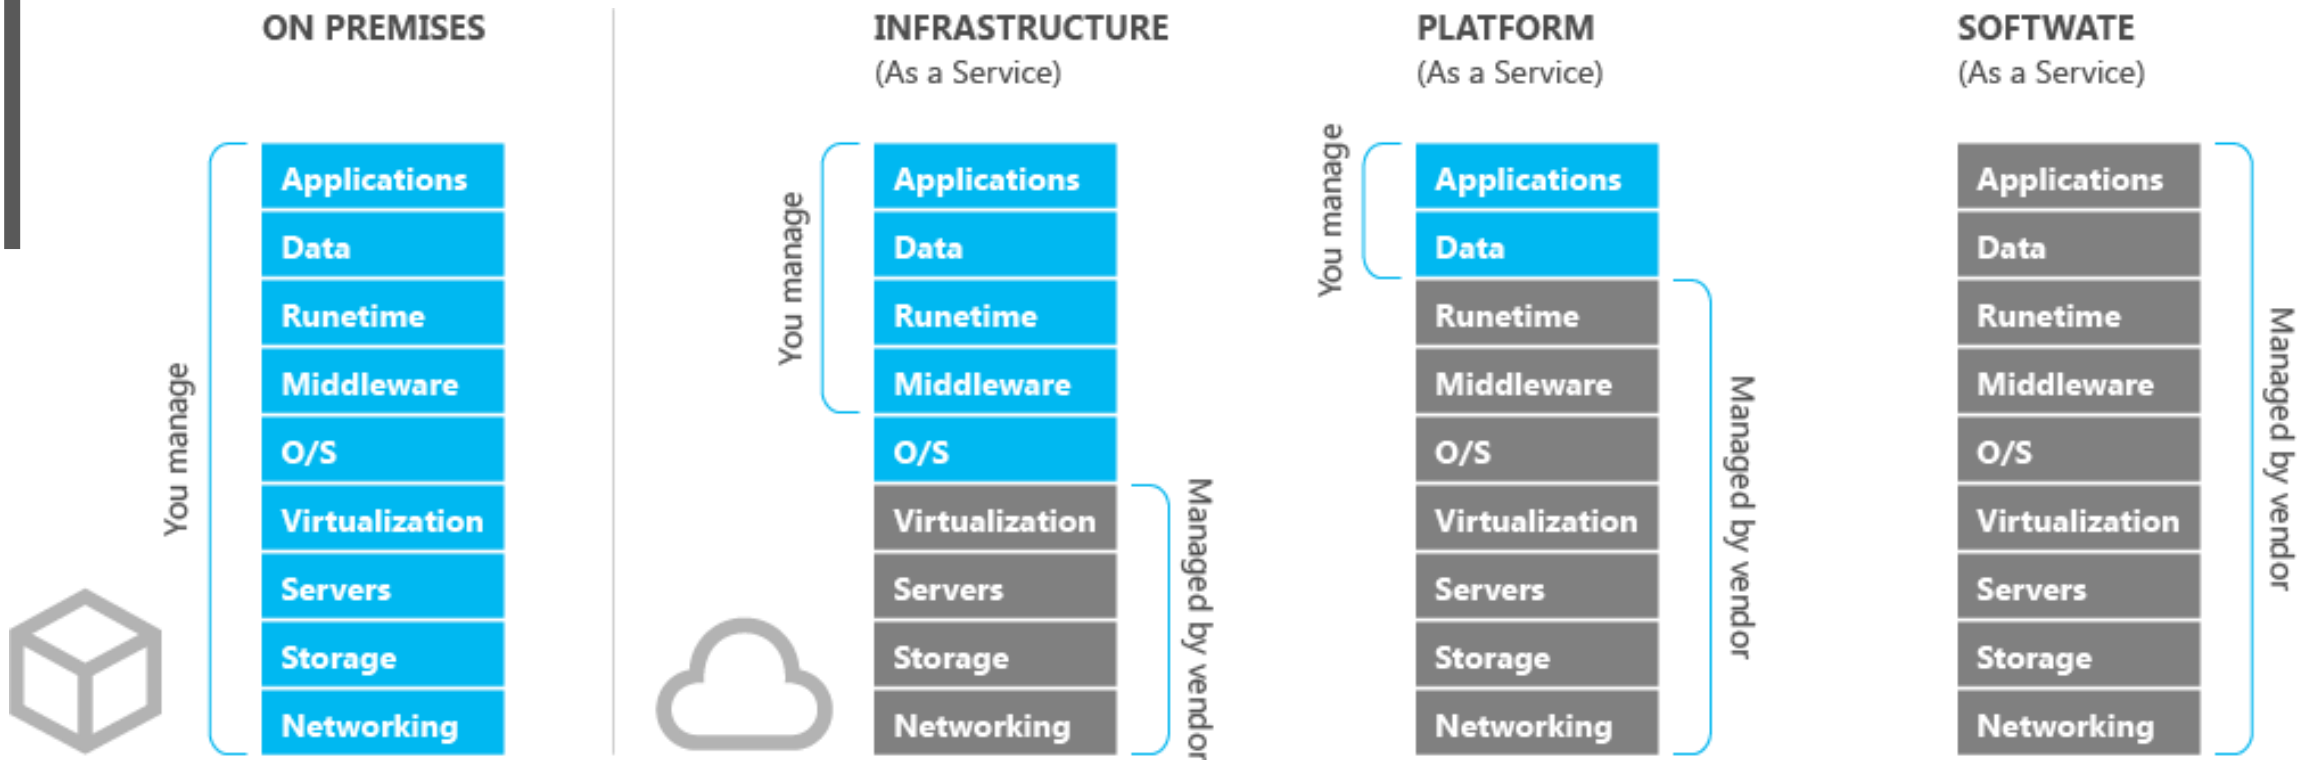 ON PREMISES
You manage
Applications
Data
Runetime
Middleware
O/S
Virtualization
Servers
Storage
Networking
INFRASTRUCTURE
(As a Service)
You manage
Applications
Data
Runetime
Middleware
O/S
Virtualization
Servers
Storage
Networking
Managed by vendor
PLATFORM
(As a Service)
You manage
Applications
Data
Runetime
Middleware
O/S
Virtualization
Servers
Storage
Networking
Managed by vendor
SOFTWATE
(As a Service)
Applications
Data
Runetime
Middleware
O/S
Virtualization
Servers
Storage
Networking
Managed by vendor